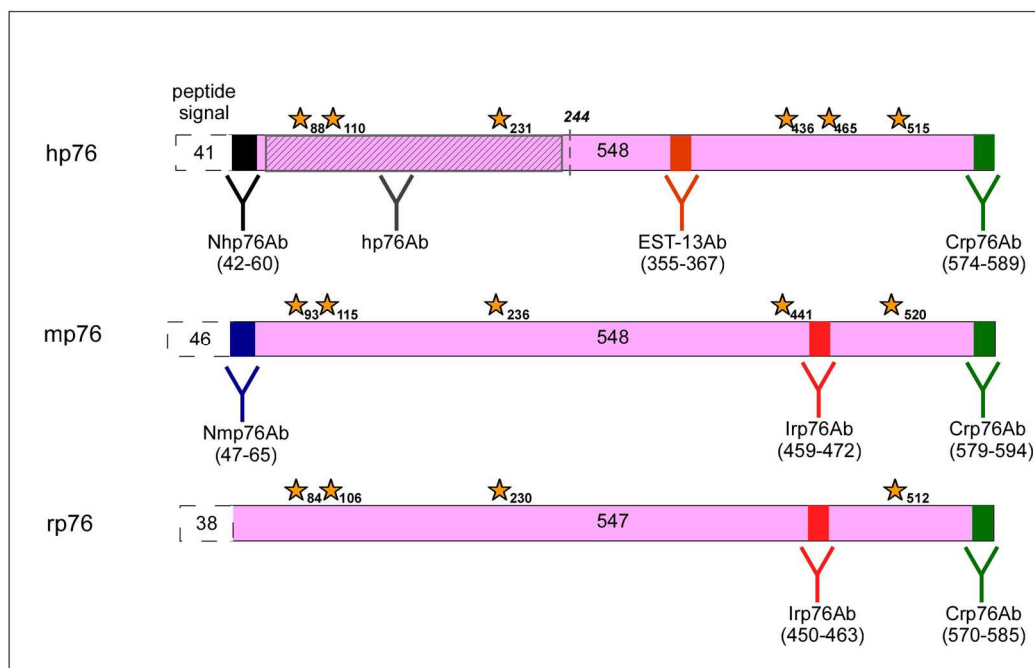 peptide
signal
88 110 231 244 436 465 515
hp76 41 548
Nhp76Ab hp76Ab EST-13Ab Crp76Ab
(42-60) (355-367) (574-589)
93 115 236 441 520
mp76 46 548
Nmp76Ab Irp76Ab Crp76Ab
(47-65) (459-472) (579-594)
84 106 230 512
rp76 38 547
Irp76Ab Crp76Ab
(450-463) (570-585)